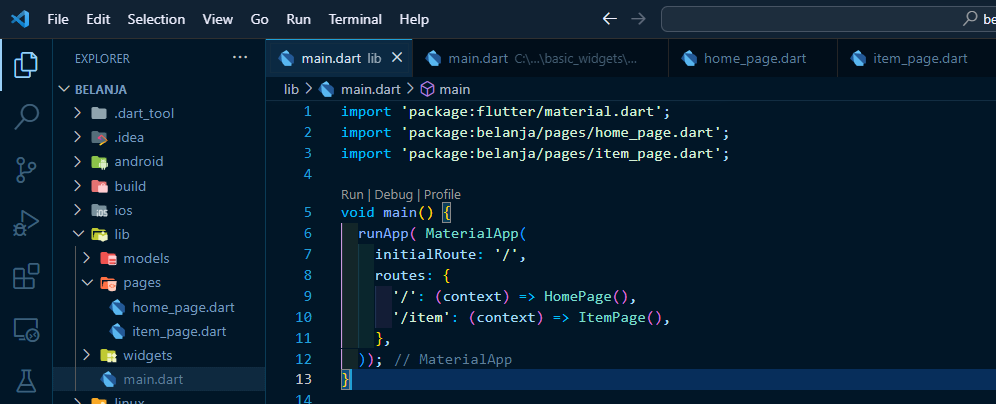 File Edit Selection View Go Run Terminal Help
be
EXPLORER ...
main.dart lib
main.dart C:\...\basic_widgets\...
home_page.dart
item_page.dart
BELANJA
.dart_tool
.idea
android
build
ios
lib
models
pages
home_page.dart
item_page.dart
widgets
main.dart
linux
lib > main.dart > main
1 import 'package:flutter/material.dart';
2 import 'package:belanja/pages/home_page.dart';
3 import 'package:belanja/pages/item_page.dart';
4
Run | Debug | Profile
5 void main() {
6 runApp( MaterialApp(
7 initialRoute: '/',
8 routes: {
9 '/': (context) => HomePage(),
10 '/item': (context) => ItemPage(),
11 },
12 )); // MaterialApp
13 }
14